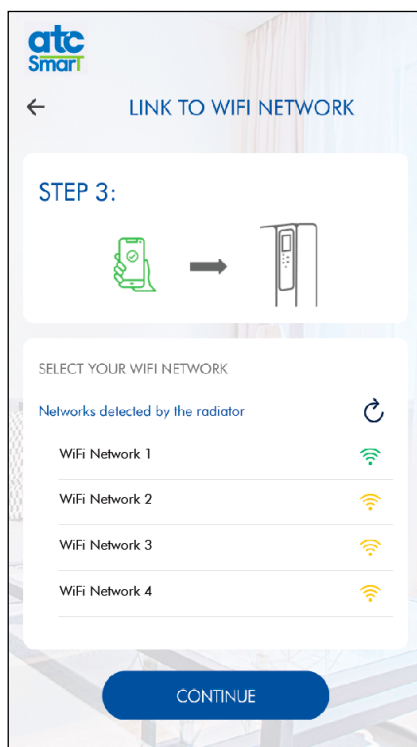 atc
Smart
LINK TO WIFI NETWORK
STEP 3:
SELECT YOUR WIFI NETWORK
Networks detected by the radiator
WiFi Network 1
WiFi Network 2
WiFi Network 3
WiFi Network 4
CONTINUE